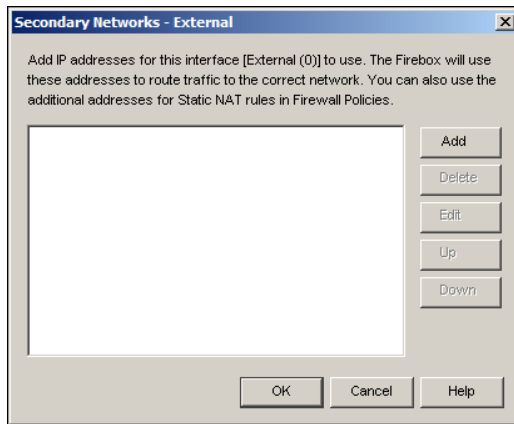 Secondary Networks - External
Add IP addresses for this interface [External (0)] to use. The Firebox will use
these addresses to route traffic to the correct network. You can also use the
additional addresses for Static NAT rules in Firewall Policies.
Add
Delete
Edit
Up
Down
OK
Cancel
Help